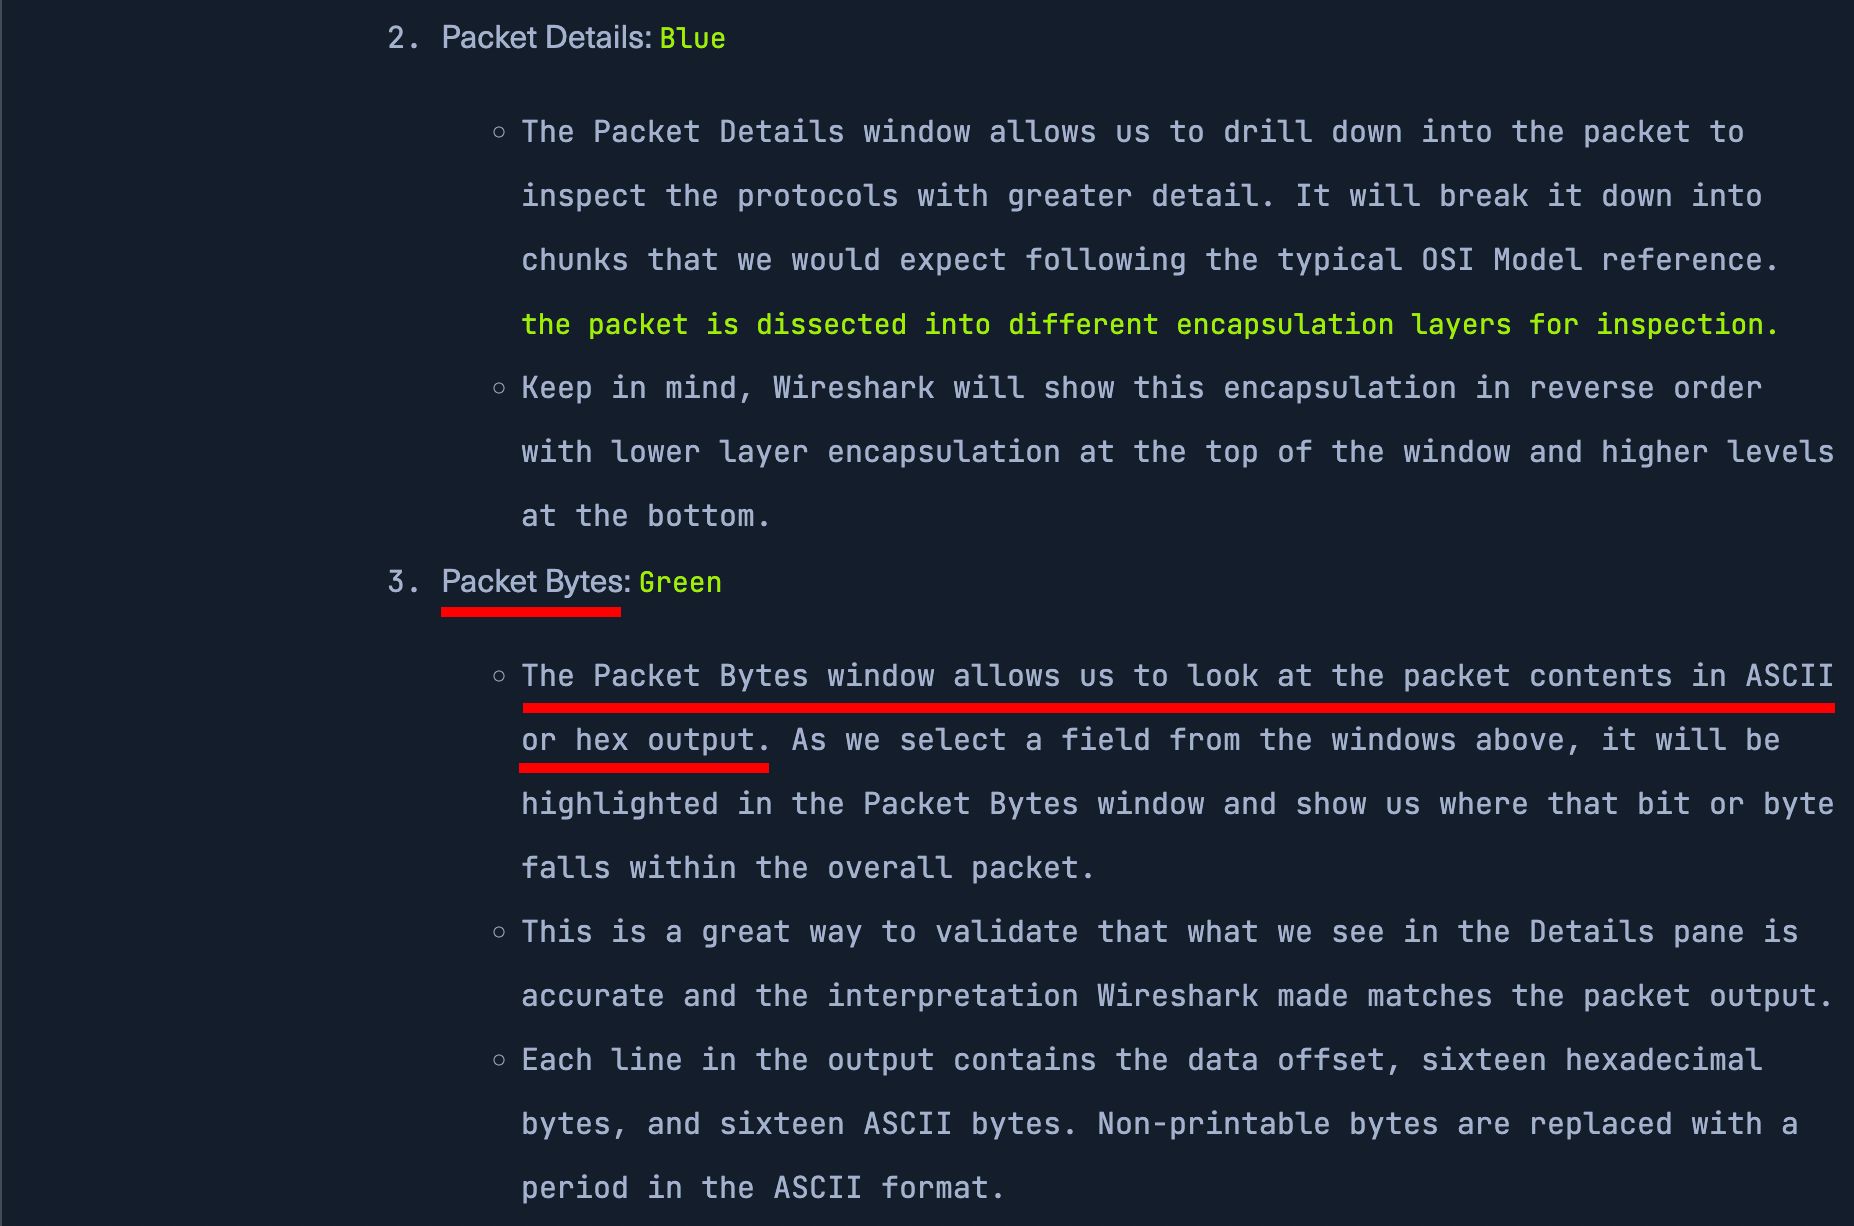 2. Packet Details: Blue
○ The Packet Details window allows us to drill down into the packet to
inspect the protocols with greater detail. It will break it down into
chunks that we would expect following the typical OSI Model reference.
the packet is dissected into different encapsulation layers for inspection.
○ Keep in mind, Wireshark will show this encapsulation in reverse order
with lower layer encapsulation at the top of the window and higher levels
at the bottom.
3. Packet Bytes: Green
○ The Packet Bytes window allows us to look at the packet contents in ASCII
or hex output. As we select a field from the windows above, it will be
highlighted in the Packet Bytes window and show us where that bit or byte
falls within the overall packet.
○ This is a great way to validate that what we see in the Details pane is
accurate and the interpretation Wireshark made matches the packet output.
○ Each line in the output contains the data offset, sixteen hexadecimal
bytes, and sixteen ASCII bytes. Non-printable bytes are replaced with a
period in the ASCII format.